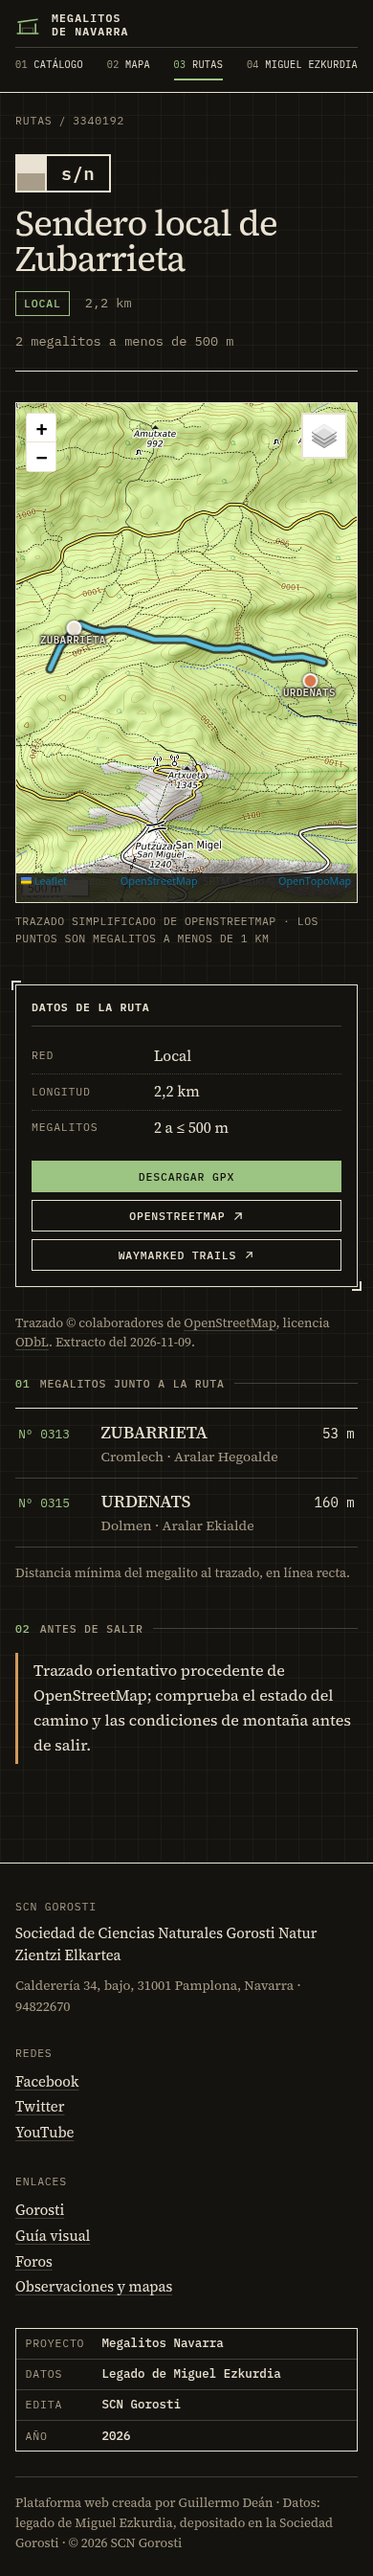 MEGALITOS
DE NAVARRA
01 CATÁLOGO 02 MAPA 03 RUTAS 04 MIGUEL EZKURDIA
RUTAS / 3340192
s/n
Sendero local de
Zubarrieta
LOCAL 2,2 km
2 megalitos a menos de 500 m
+
−
Amutxate
992
1000
900
1000
1000
1100
ZUBARRIETA
URDENATS
1000
1100
Artxueta
1345
1100
Putzuza
San Miguel
1240
San Migel
Leaflet OpenStreetMap OpenTopoMap
500 m
TRAZADO SIMPLIFICADO DE OPENSTREETMAP · LOS
PUNTOS SON MEGALITOS A MENOS DE 1 KM
DATOS DE LA RUTA
RED Local
LONGITUD 2,2 km
MEGALITOS 2 a ≤ 500 m
DESCARGAR GPX
OPENSTREETMAP ↗
WAYMARKED TRAILS ↗
Trazado © colaboradores de OpenStreetMap, licencia
ODbL. Extracto del 2026-11-09.
01 MEGALITOS JUNTO A LA RUTA
Nº 0313 ZUBARRIETA 53 m
Cromlech · Aralar Hegoalde
Nº 0315 URDENATS 160 m
Dolmen · Aralar Ekialde
Distancia mínima del megalito al trazado, en línea recta.
02 ANTES DE SALIR
Trazado orientativo procedente de
OpenStreetMap; comprueba el estado del
camino y las condiciones de montaña antes
de salir.
SCN GOROSTI
Sociedad de Ciencias Naturales Gorosti Natur
Zientzi Elkartea
Calderería 34, bajo, 31001 Pamplona, Navarra ·
94822670
REDES
Facebook
Twitter
YouTube
ENLACES
Gorosti
Guía visual
Foros
Observaciones y mapas
PROYECTO Megalitos Navarra
DATOS Legado de Miguel Ezkurdia
EDITA SCN Gorosti
AÑO 2026
Plataforma web creada por Guillermo Deán · Datos:
legado de Miguel Ezkurdia, depositado en la Sociedad
Gorosti · © 2026 SCN Gorosti